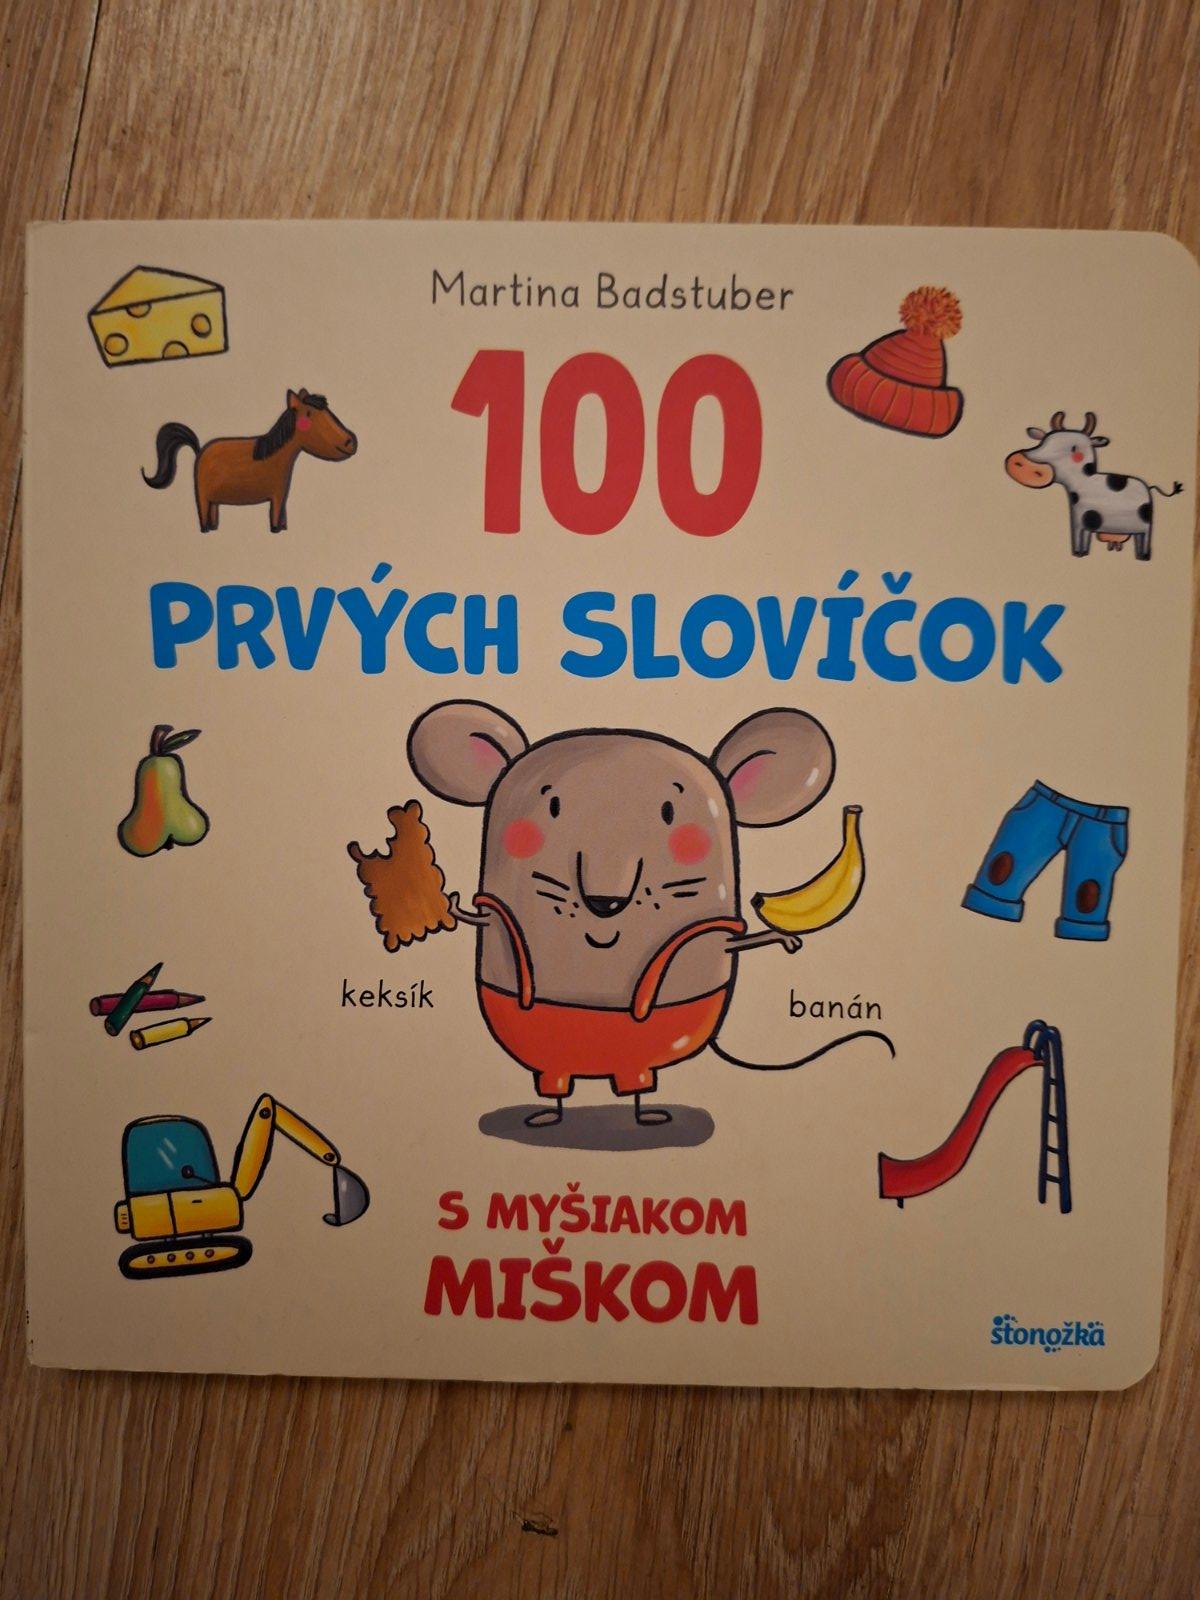 Martina Badstuber
100
PRVÝCH SLOVÍČOK
keksík
banán
S MYŠIAKOM
MIŠKOM
stonožka